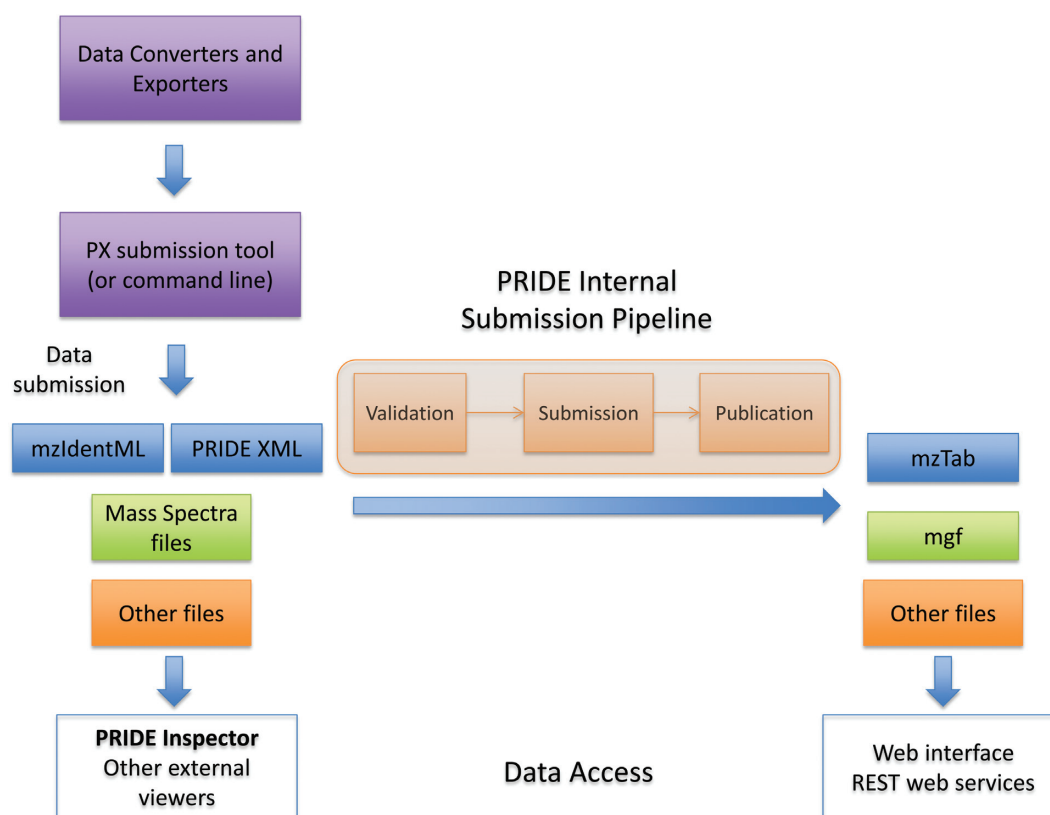 Data Converters and
Exporters
PX submission tool
(or command line)
Data
submission
mzIdentML
PRIDE XML
Mass Spectra
files
Other files
PRIDE Inspector
Other external
viewers
PRIDE Internal
Submission Pipeline
Validation
Submission
Publication
Data Access
mzTab
mgf
Other files
Web interface
REST web services